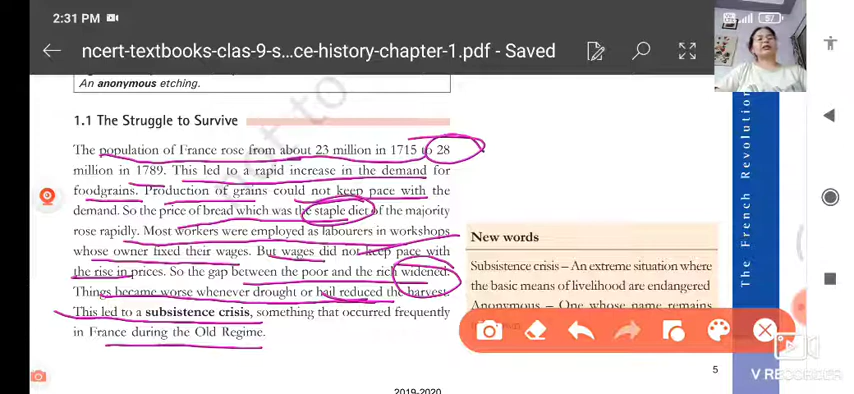 2:31 PM
57
ncert-textbooks-clas-9-s...ce-history-chapter-1.pdf - Saved
An anonymous etching.
not to
1.1 The Struggle to Survive
The population of France rose from about 23 million in 1715 to 28
million in 1789. This led to a rapid increase in the demand for
foodgrains. Production of grains could not keep pace with the
demand. So the price of bread which was the staple diet of the majority
rose rapidly. Most workers were employed as labourers in workshops
whose owner fixed their wages. But wages did not keep pace with
the rise in prices. So the gap between the poor and the rich widened.
Things became worse whenever drought or hail reduced the harvest.
This led to a subsistence crisis, something that occurred frequently
in France during the Old Regime.
New words
Subsistence crisis – An extreme situation where
the basic means of livelihood are endangered
Anonymous – One whose name remains
The French Revolution
5
V RECORDER
2019-2020